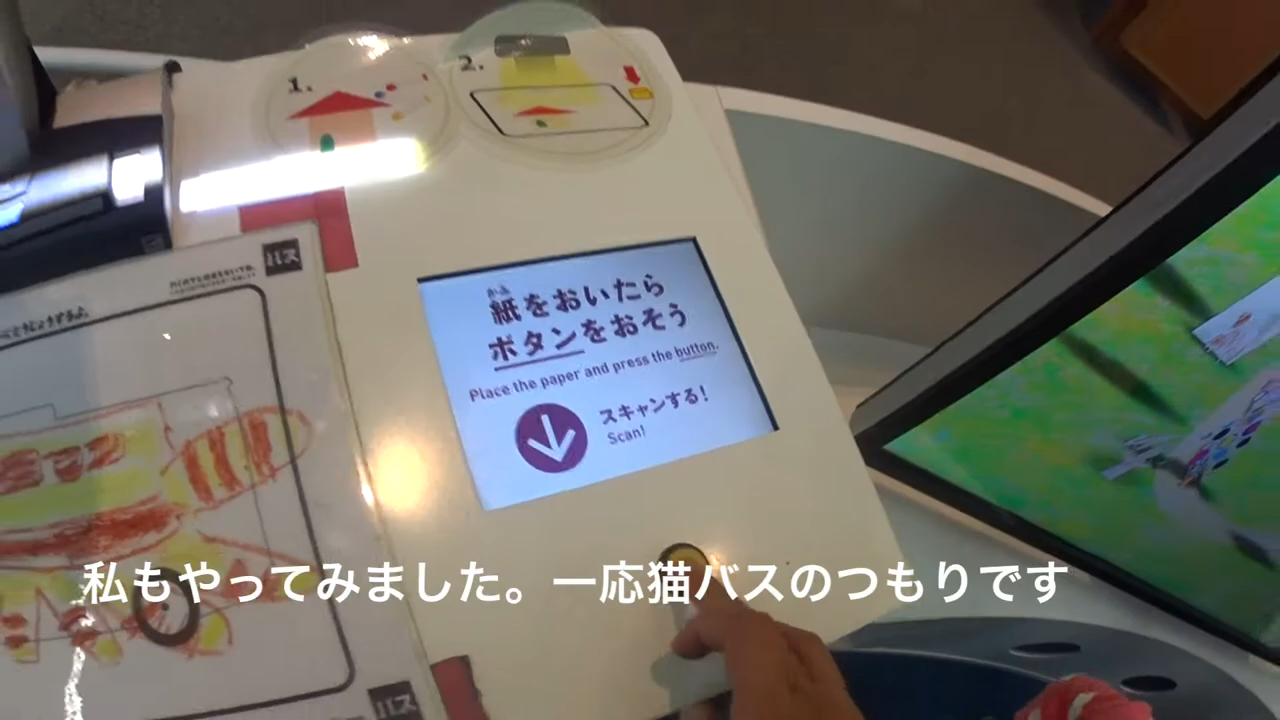 1.
2.
バス
紙をおいたら
かみ
ボタンをおそう
Place the paper and press the button.
スキャンする!
Scan!
私もやってみました。一応猫バスのつもりです
バス